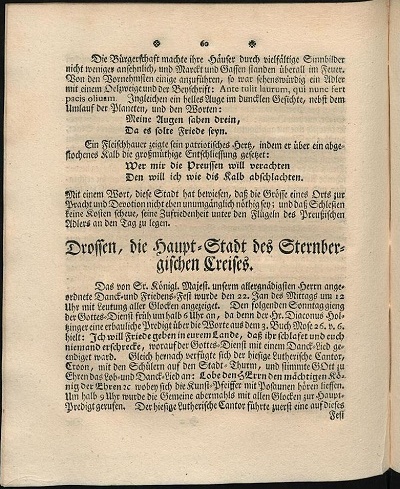 60
Die Bürgerschaft machte ihre Häuser durch vielfältige Sinnbilder
nicht weniger ansehnlich, und Marckt und Gassen standen überall im Feuer.
Von den Vornehmsten einige anzuführen, so war sehenswürdig ein Adler
mit einem Oelzweige und der Beyschrift: Ante tulit laurum, qui nunc fert
pacis olivam. Ingleichen ein helles Auge im duncklen Gesichte, nebst dem
Umlauf der Planeten, und den Worten:
Meine Augen sahen drein,
Da es solte Friede seyn.
Ein Fleischhauer zeigte sein patriotisches Hertz, indem er über ein abge-
stochenes Kalb die großmüthige Entschliessung gesetzt:
Wer mir die Preussen will verachten
Den will ich wie dis Kalb abschlachten.
Mit einem Wort, diese Stadt hat bewiesen, daß die Grösse eines Orts zur
Pracht und Devotion nicht eben unumgänglich nöthig sey; und daß Schlesien
keine Kosten scheue, seine Zufriedenheit unter den Flügeln des Preußischen
Adlers an den Tag zu legen.
Drossen, die Haupt-Stadt des Sternber-
gischen Creises.
Das von Sr. Königl. Majest. unserm allergnädigsten Herrn ange-
ordnete Danck- und Friedens-Fest wurde den 22. Jan des Mittags um 12
Uhr mit Leutung aller Glocken angezeiget. Den folgenden Sonntag gieng
der Gottes-Dienst früh um halb 6 Uhr an, da denn der Hr. Diaconus Hol-
tzinger eine erbauliche Predigt über die Worte aus dem 3. Buch Mose 26. v. 6.
hielt: Ich will Friede geben in eurem Lande, daß ihr schlafet und euch
niemand erschrecke, worauf der Gottes-Dienst mit einem Danck-Lied ge-
endiget ward. Gleich hernach verfügte sich der hiesige Lutherische Cantor,
Croon, mit den Schülern auf den Stadt-Thurm, und stimmte GOtt zu
Ehren das Lob- und Danck-Lied an: Lobe den HErrn den mächtigen Kö-
nig der Ehren ꝛc wobey sich die Kunst-Pfeiffer mit Posaunen hören liessen.
Um halb 9 Uhr wurde die Gemeine abermahls mit allen Glocken zur Haupt-
Predigt gerufen. Der hiesige Lutherische Cantor führte zuerst eine auf dieses
Fest